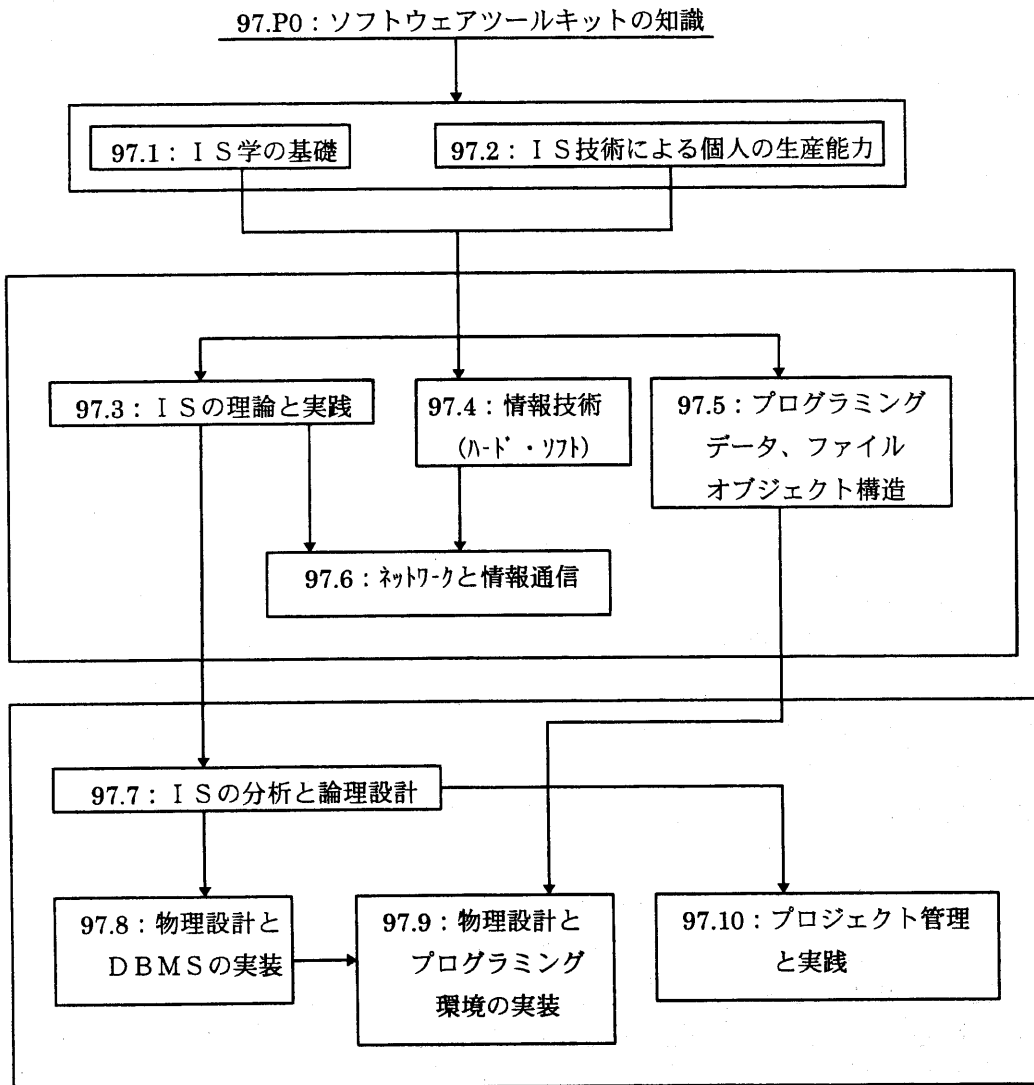 97.P0：ソフトウェアツールキットの知識
97.1：ＩＳ学の基礎
97.2：ＩＳ技術による個人の生産能力
97.3：ＩＳの理論と実践
97.4：情報技術
(ﾊｰﾄﾞ・ｿﾌﾄ)
97.5：プログラミング
データ、ファイル
オブジェクト構造
97.6：ﾈｯﾄﾜｰｸと情報通信
97.7：ＩＳの分析と論理設計
97.8：物理設計と
ＤＢＭＳの実装
97.9：物理設計と
プログラミング
環境の実装
97.10：プロジェクト管理
と実践